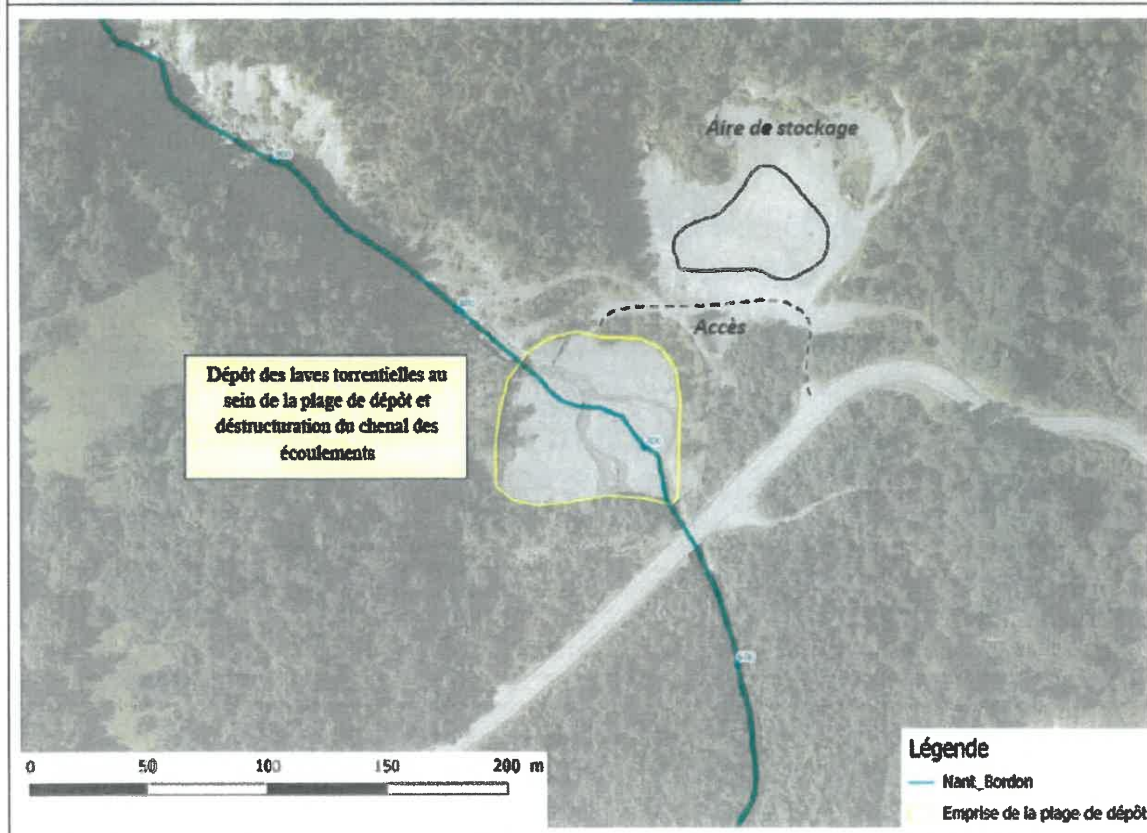 Aire de stockage
Accès
Dépôt des laves torrentielles au
sein de la plage de dépôt et
déstructuration du chenal des
écoulements
0 50 100 150 200 m
Légende
Nant_Bordon
Emprise de la plage de dépôt